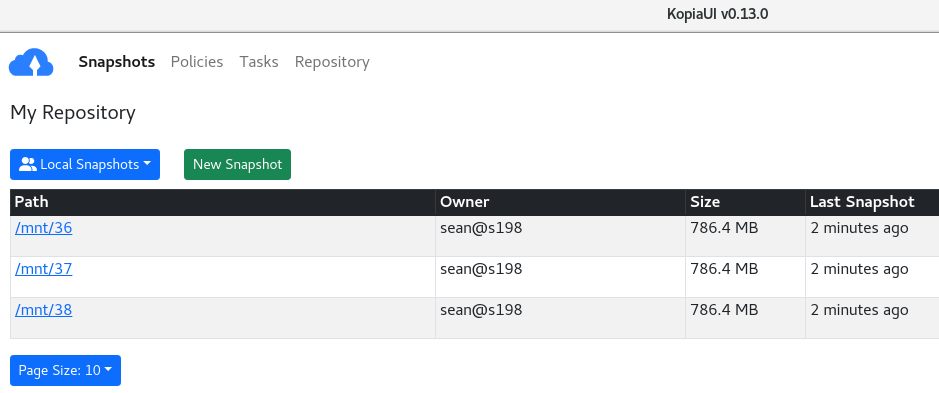 KopiaUI v0.13.0
Snapshots Policies Tasks Repository
My Repository
Local Snapshots New Snapshot
Path Owner Size Last Snapshot
/mnt/36 sean@s198 786.4 MB 2 minutes ago
/mnt/37 sean@s198 786.4 MB 2 minutes ago
/mnt/38 sean@s198 786.4 MB 2 minutes ago
Page Size: 10